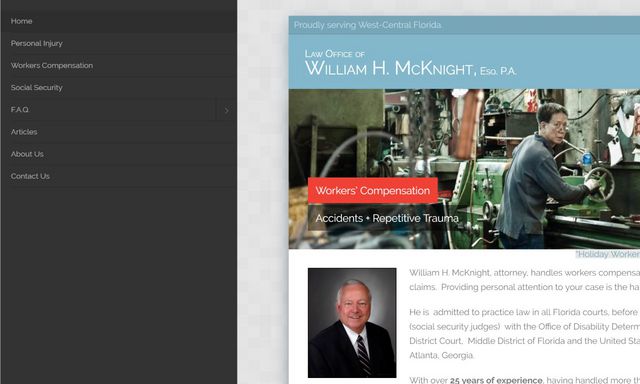 Home
Personal Injury
Workers Compensation
Social Security
F.A.Q.
Articles
About Us
Contact Us
Proudly serving West-Central Florida.
Law Office of
William H. McKnight, Esq. P.A.
Workers' Compensation
Accidents + Repetitive Trauma
"Holiday Worker
William H. McKnight, attorney, handles workers compensa
claims. Providing personal attention to your case is the ha
He is admitted to practice law in all Florida courts, before
(social security judges) with the Office of Disability Determ
District Court, Middle District of Florida and the United Sta
Atlanta, Georgia.
With over 25 years of experience, having handled more th